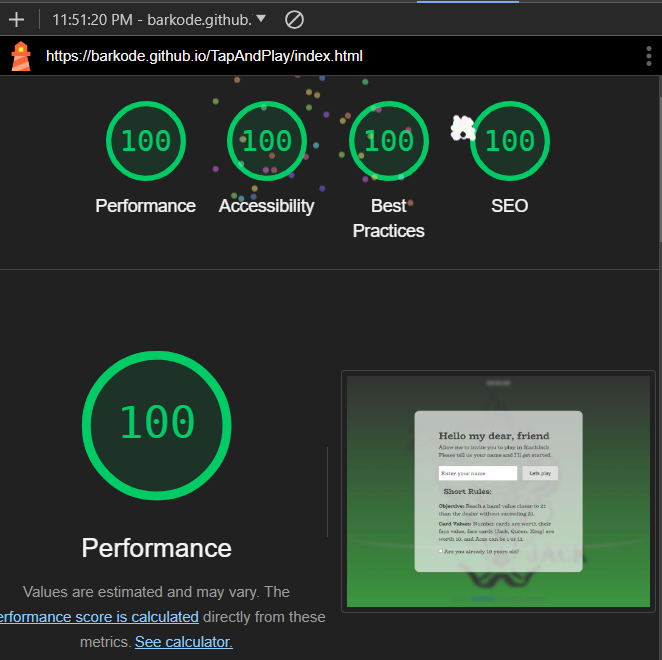 11:51:20 PM - barkode.github.
https://barkode.github.io/TapAndPlay/index.html
100 100 100 100
Performance Accessibility Best Practices SEO
100
Performance
Values are estimated and may vary. The
erformance score is calculated directly from these
metrics. See calculator.
Hello my dear, friend
Allow me to invite you to play in BlackJack
Please tell us your name and I'll get started.
Enter your name Lets play
Short Rules:
Objective: Reach a hand value closer to 21
than the dealer without exceeding 21.
Card Values: Number cards are worth their
face value, face cards (Jack, Queen, King) are
worth 10, and Aces can be 1 or 11.
Are you already 18 years old?
JACK